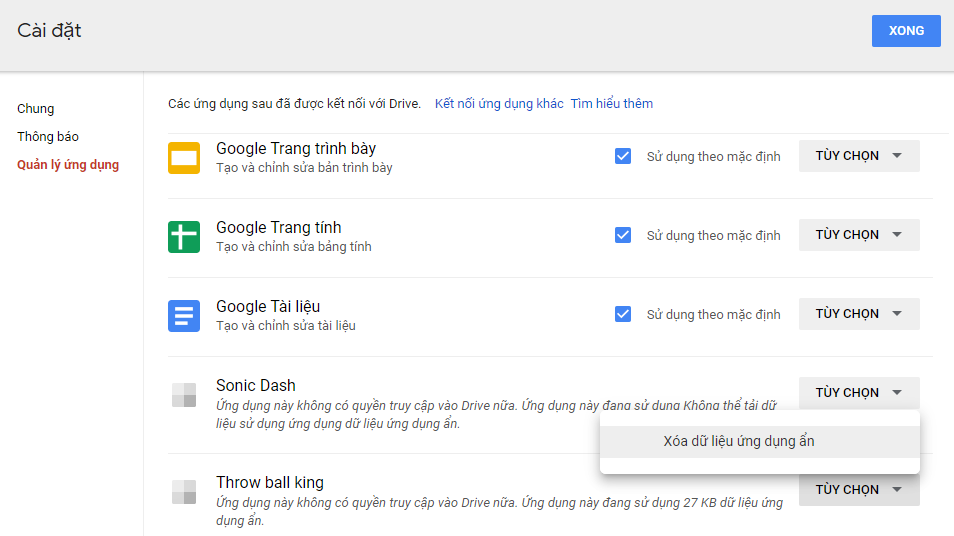 Cài đặt
XONG
Chung
Thông báo
Quản lý ứng dụng
Các ứng dụng sau đã được kết nối với Drive. Kết nối ứng dụng khác Tìm hiểu thêm
Google Trang trình bày
Tạo và chỉnh sửa bản trình bày
Sử dụng theo mặc định
TÙY CHỌN
Google Trang tính
Tạo và chỉnh sửa bảng tính
Sử dụng theo mặc định
TÙY CHỌN
Google Tài liệu
Tạo và chỉnh sửa tài liệu
Sử dụng theo mặc định
TÙY CHỌN
Sonic Dash
Ứng dụng này không có quyền truy cập vào Drive nữa. Ứng dụng này đang sử dụng Không thể tải dữ
liệu sử dụng ứng dụng dữ liệu ứng dụng ẩn.
TÙY CHỌN
Xóa dữ liệu ứng dụng ẩn
Throw ball king
Ứng dụng này không có quyền truy cập vào Drive nữa. Ứng dụng này đang sử dụng 27 KB dữ liệu ứng
dụng ẩn.
TÙY CHỌN